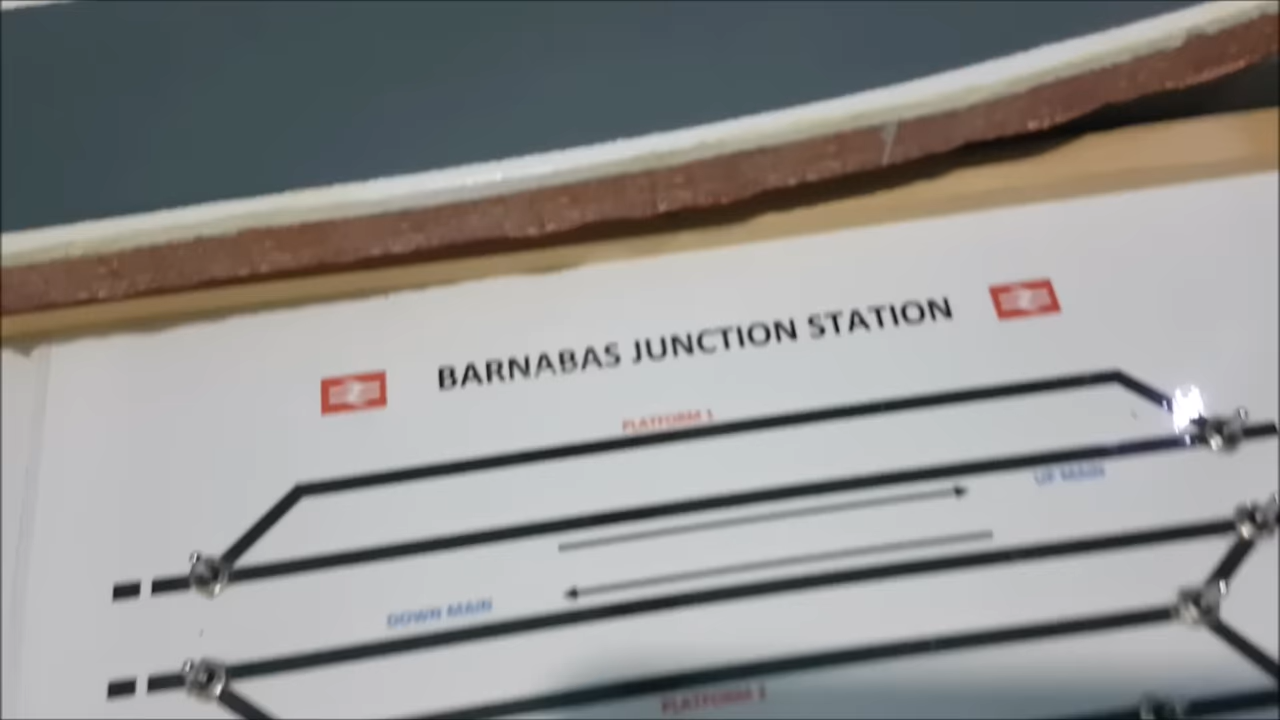 BARNABAS JUNCTION STATION
PLATFORM 1
UP MAIN
DOWN MAIN
PLATFORM 2